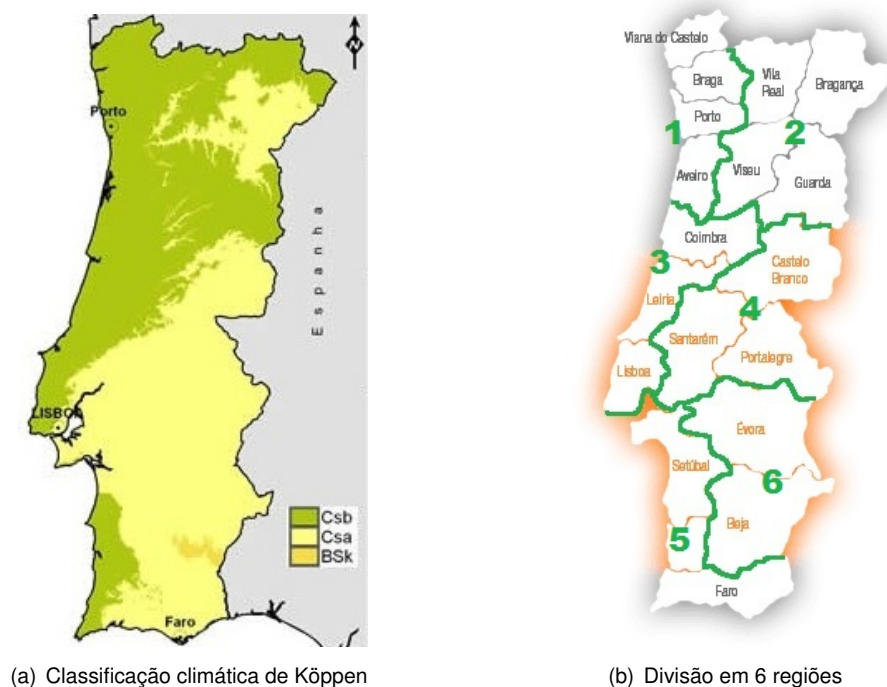 N
Porto
Espanha
LISBOA
Csb
Csa
BSk
Faro
(a) Classificação climática de Köppen
Viana do Castelo
Braga
Vila
Real
Bragança
Porto
1
2
Aveiro
Viseu
Guarda
Coimbra
3
Castelo
Branco
Leiria
4
Santarém
Portalegre
Lisboa
Évora
Setúbal
6
Beja
5
Faro
(b) Divisão em 6 regiões